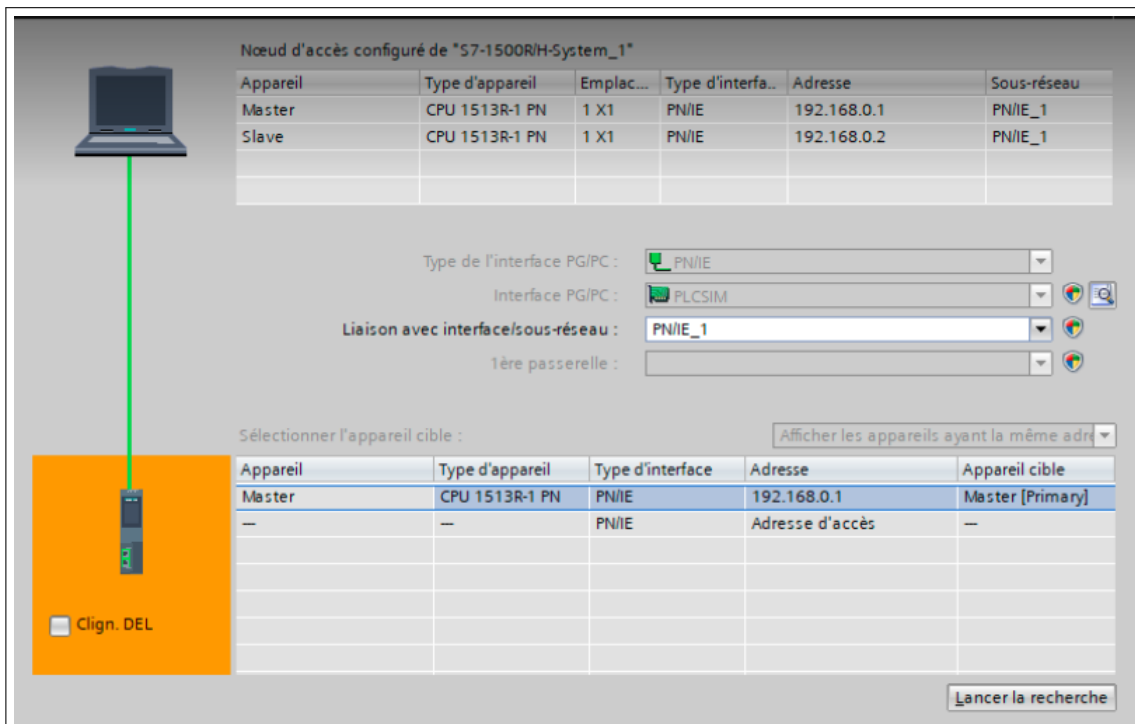 Nœud d'accès configuré de "S7-1500R/H-System_1"
Appareil Type d'appareil Emplac... Type d'interfa.. Adresse Sous-réseau
Master CPU 1513R-1 PN 1 X1 PN/IE 192.168.0.1 PN/IE_1
Slave CPU 1513R-1 PN 1 X1 PN/IE 192.168.0.2 PN/IE_1
Type de l'interface PG/PC : PN/IE
Interface PG/PC : PLCSIM
Liaison avec interface/sous-réseau : PN/IE_1
1ère passerelle :
Sélectionner l'appareil cible : Afficher les appareils ayant la même adre
Appareil Type d'appareil Type d'interface Adresse Appareil cible
Master CPU 1513R-1 PN PN/IE 192.168.0.1 Master [Primary]
— — PN/IE Adresse d'accès —
Clign. DEL
Lancer la recherche